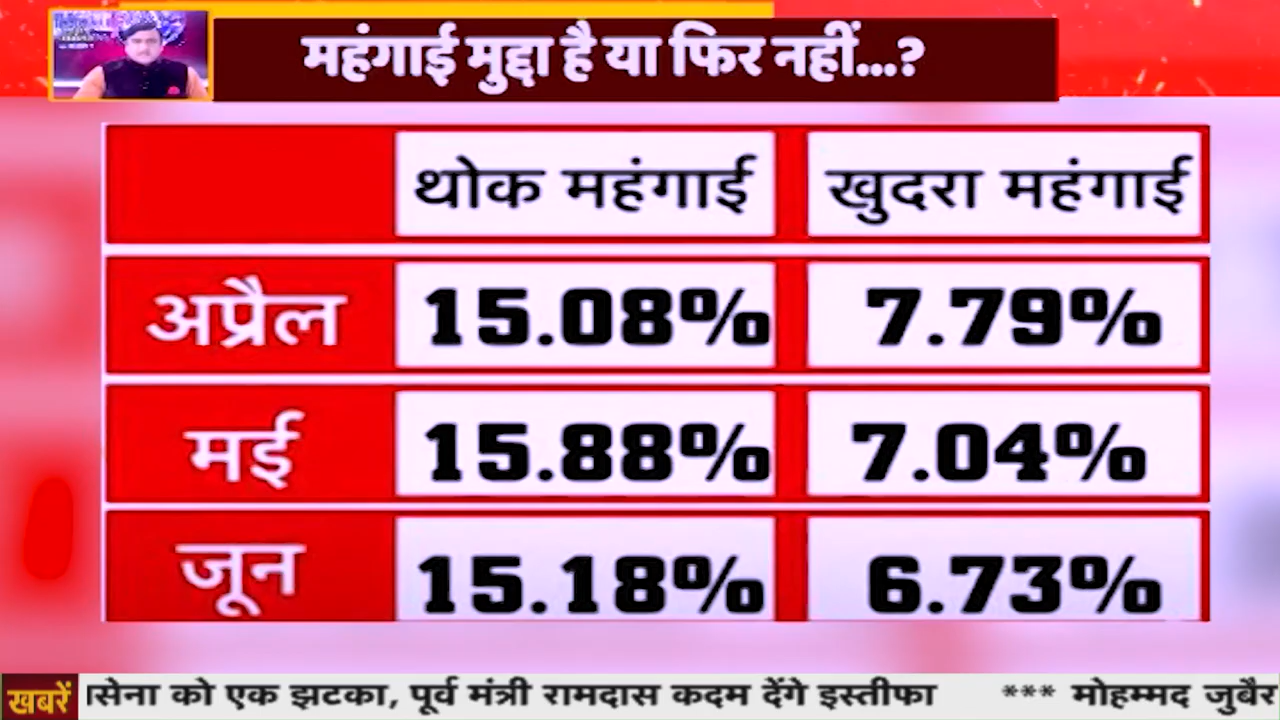 महंगाई मुद्दा है या फिर नहीं...?
थोक महंगाई खुदरा महंगाई
अप्रैल 15.08% 7.79%
मई 15.88% 7.04%
जून 15.18% 6.73%
खबरें सेना को एक झटका, पूर्व मंत्री रामदास कदम देंगे इस्तीफा *** मोहम्मद जुबैर